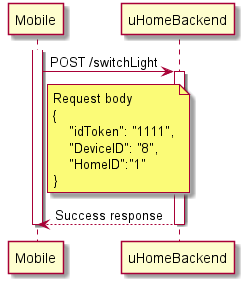 Mobile
uHomeBackend
POST /switchLight
Request body
{
"idToken": "1111",
"DeviceID": "8",
"HomeID":"1"
}
Success response
Mobile
uHomeBackend